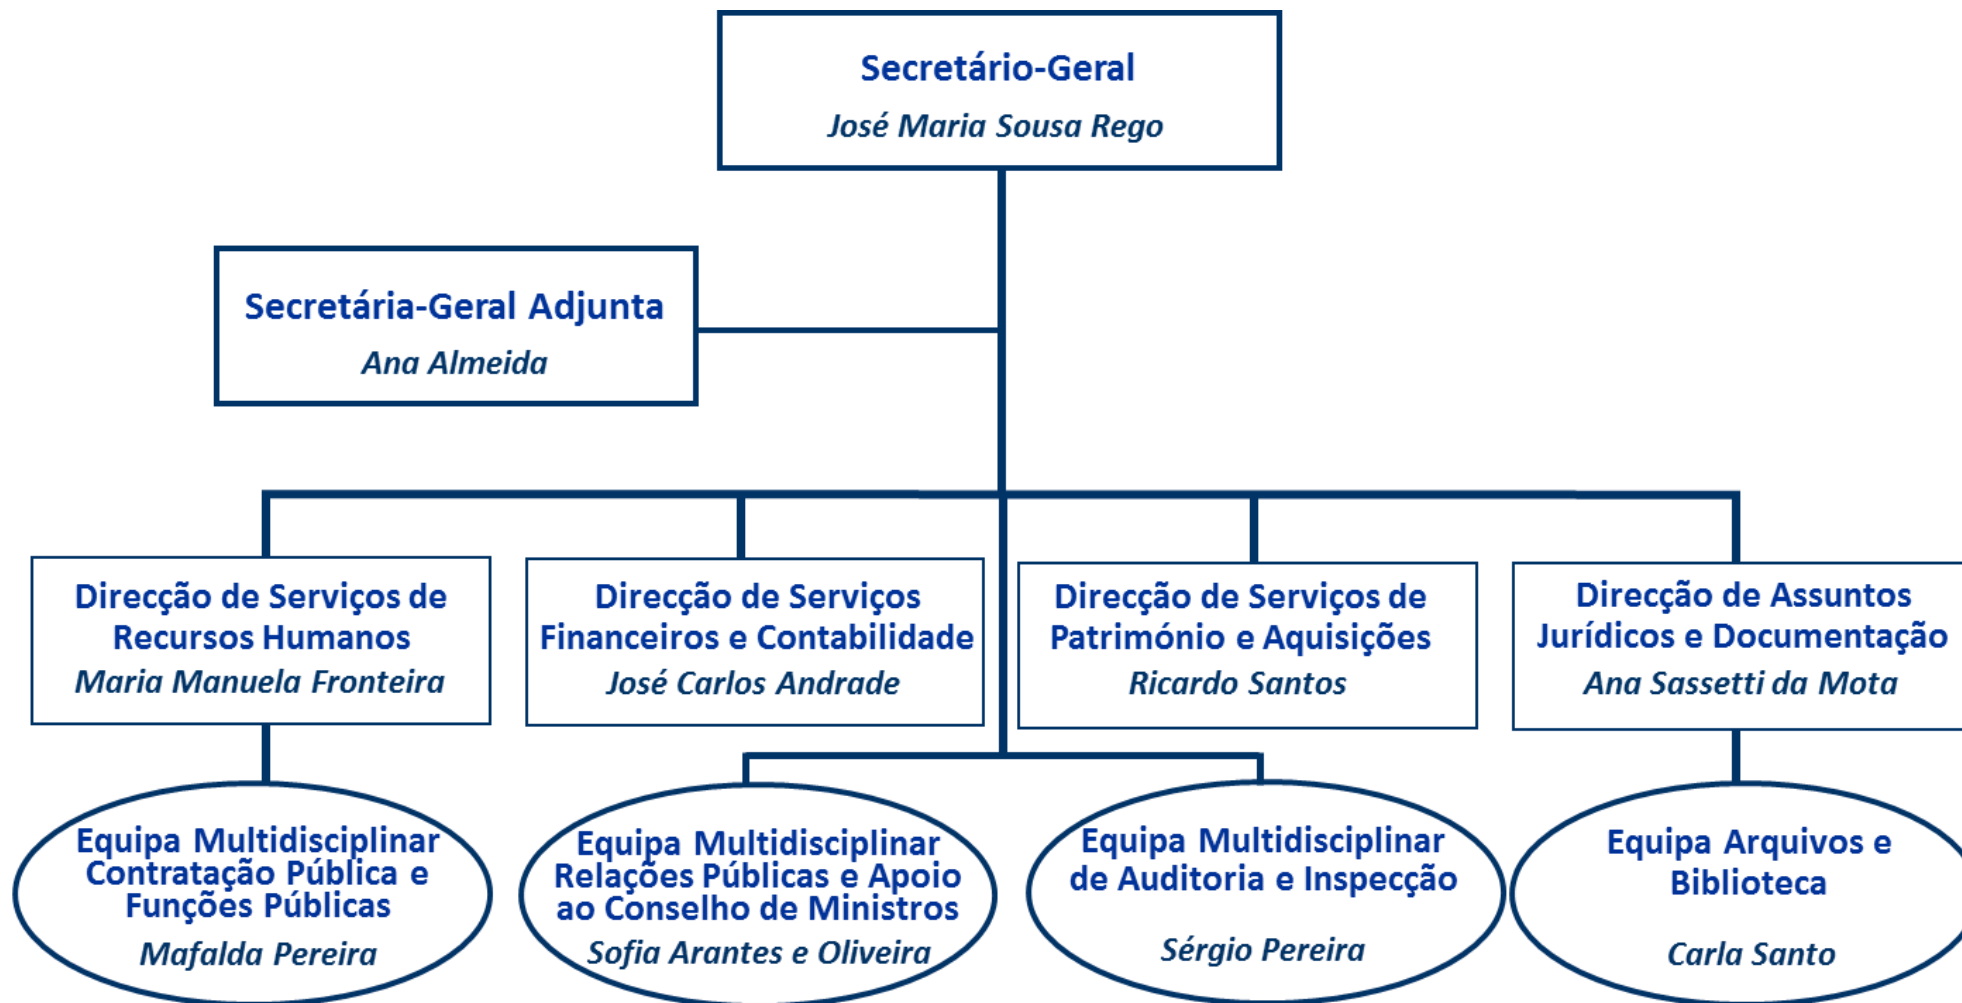 Secretário-Geral
José Maria Sousa Rego
Secretária-Geral Adjunta
Ana Almeida
Direcção de Serviços de
Recursos Humanos
Maria Manuela Fronteira
Direcção de Serviços
Financeiros e Contabilidade
José Carlos Andrade
Direcção de Serviços de
Património e Aquisições
Ricardo Santos
Direcção de Assuntos
Jurídicos e Documentação
Ana Sassetti da Mota
Equipa Multidisciplinar
Contratação Pública e
Funções Públicas
Mafalda Pereira
Equipa Multidisciplinar
Relações Públicas e Apoio
ao Conselho de Ministros
Sofia Arantes e Oliveira
Equipa Multidisciplinar
de Auditoria e Inspecção
Sérgio Pereira
Equipa Arquivos e
Biblioteca
Carla Santo